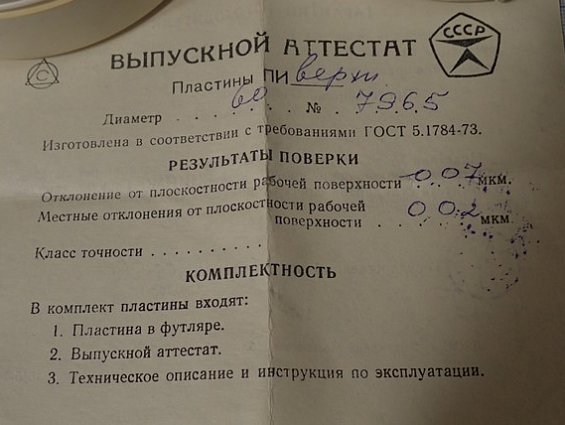 С
ВЫПУСКНОЙ АТТЕСТАТ
СССР
Пластины ПИ верхн
Диаметр . . 60 . . . . № . 7965
Изготовлена в соответствии с требованиями ГОСТ 5.1784-73.
РЕЗУЛЬТАТЫ ПОВЕРКИ
Отклонение от плоскостности рабочей поверхности . 0.07 мкм.
Местные отклонения от плоскостности рабочей
поверхности . 0 02 мкм.
Класс точности . . . . . . . . . .
КОМПЛЕКТНОСТЬ
В комплект пластины входят:
1. Пластина в футляре.
2. Выпускной аттестат.
3. Техническое описание и инструкция по эксплуатации.